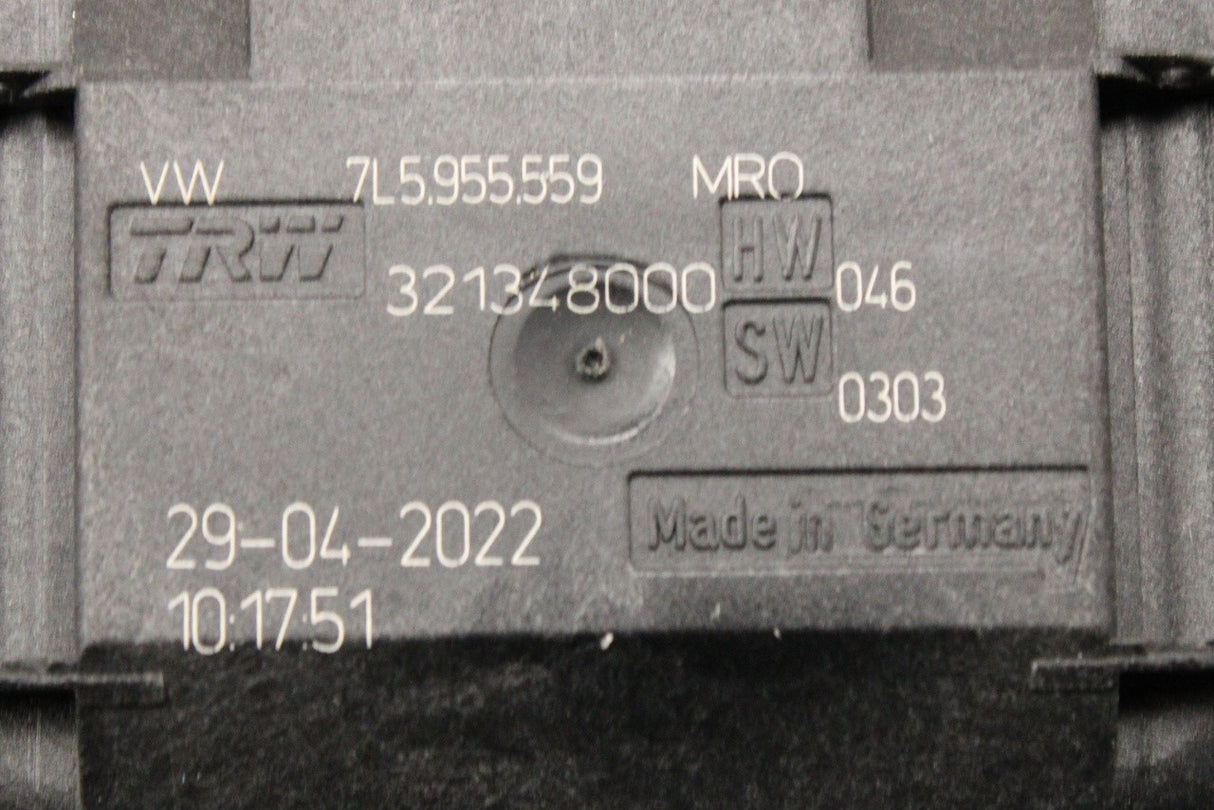 VW 7L5.955.559 MRO
TRW HW
321348000 046
SW
0303
29-04-2022
Made in Germany
10:17:51